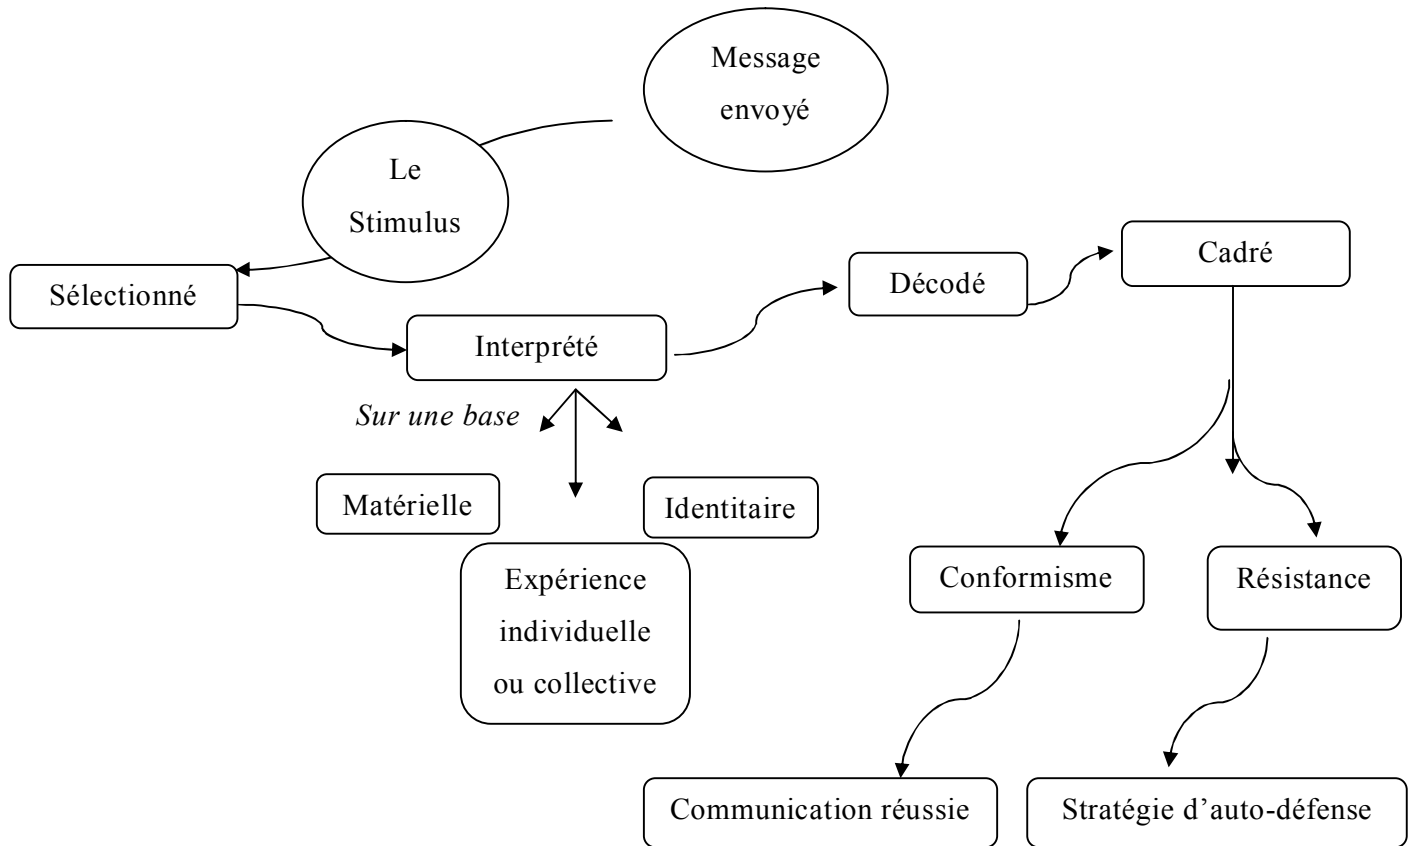 Message
envoyé
Le
Stimulus
Sélectionné
Interprété
Décodé
Cadré
Sur une base
Matérielle
Identitaire
Expérience
individuelle
ou collective
Conformisme
Résistance
Communication réussie
Stratégie d’auto-défense